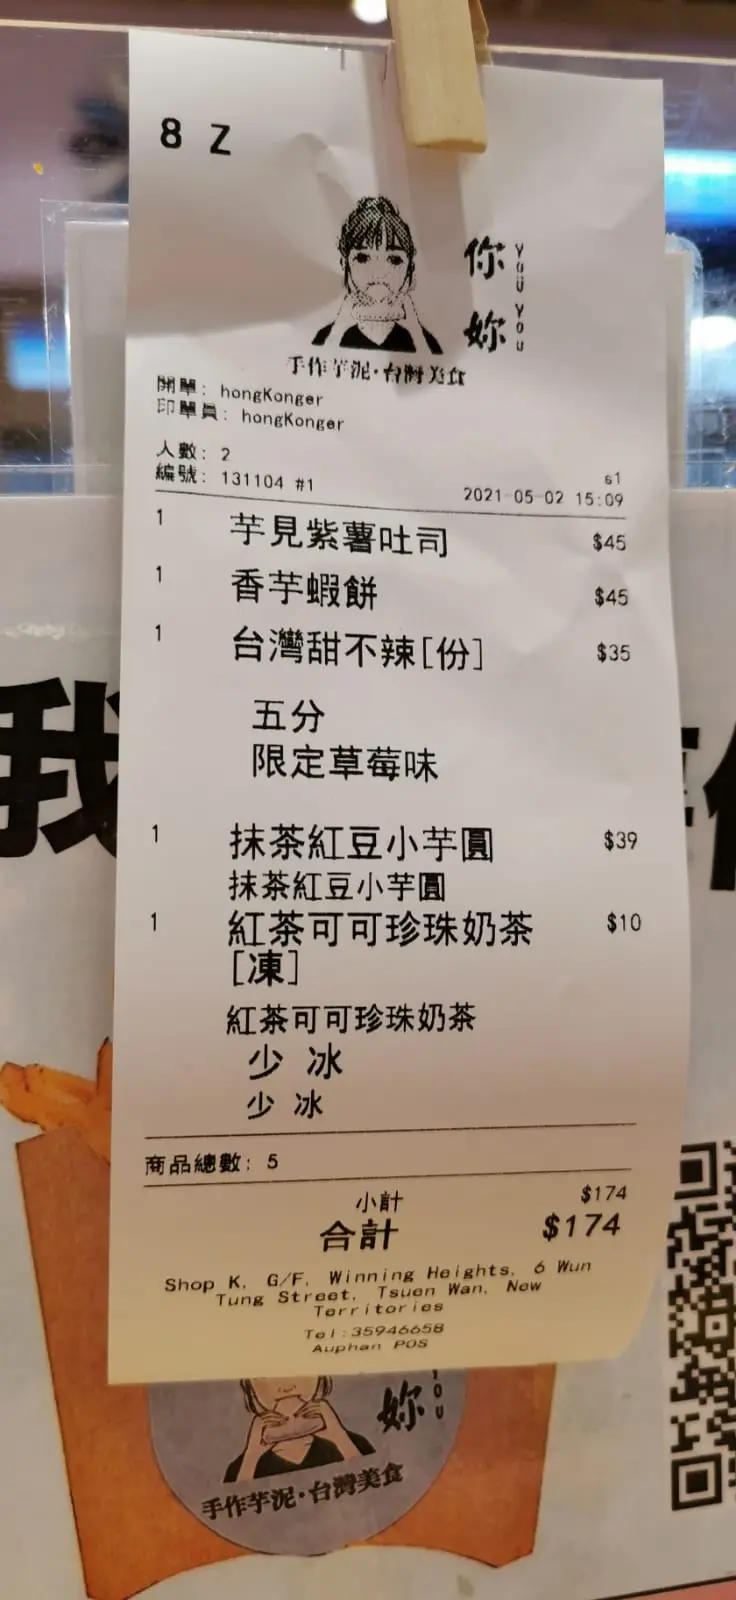 8 Z
你 妳
YOU YOU
手作芋泥·台灣美食
開單: hongKonger
印單員: hongKonger
人數: 2
編號: 131104 #1
s1
2021-05-02 15:09
1 芋見紫薯吐司 $45
1 香芋蝦餅 $45
1 台灣甜不辣[份] $35
五分
限定草莓味
1 抹茶紅豆小芋圓 $39
抹茶紅豆小芋圓
1 紅茶可可珍珠奶茶 $10
[凍]
紅茶可可珍珠奶茶
少 冰
少 冰
商品總數: 5
小計 $174
合計 $174
Shop K, G/F, Winning Heights, 6 Wun
Tung Street, Tsuen Wan, New
Territories
Tel:35946658
Auphan POS
我
妳
YOU
手作芋泥·台灣美食